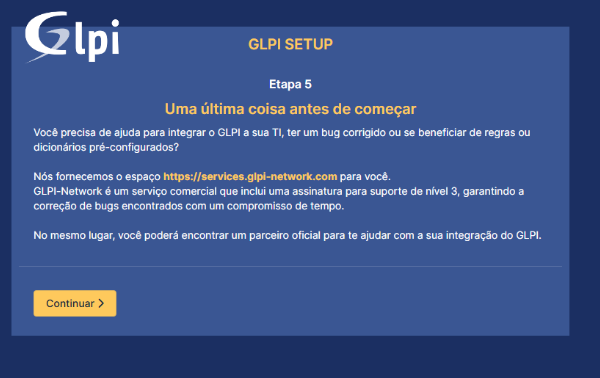 Glpi
GLPI SETUP
Etapa 5
Uma última coisa antes de começar
Você precisa de ajuda para integrar o GLPI a sua TI, ter um bug corrigido ou se beneficiar de regras ou
dicionários pré-configurados?
Nós fornecemos o espaço https://services.glpi-network.com para você.
GLPI-Network é um serviço comercial que inclui uma assinatura para suporte de nível 3, garantindo a
correção de bugs encontrados com um compromisso de tempo.
No mesmo lugar, você poderá encontrar um parceiro oficial para te ajudar com a sua integração do GLPI.
Continuar